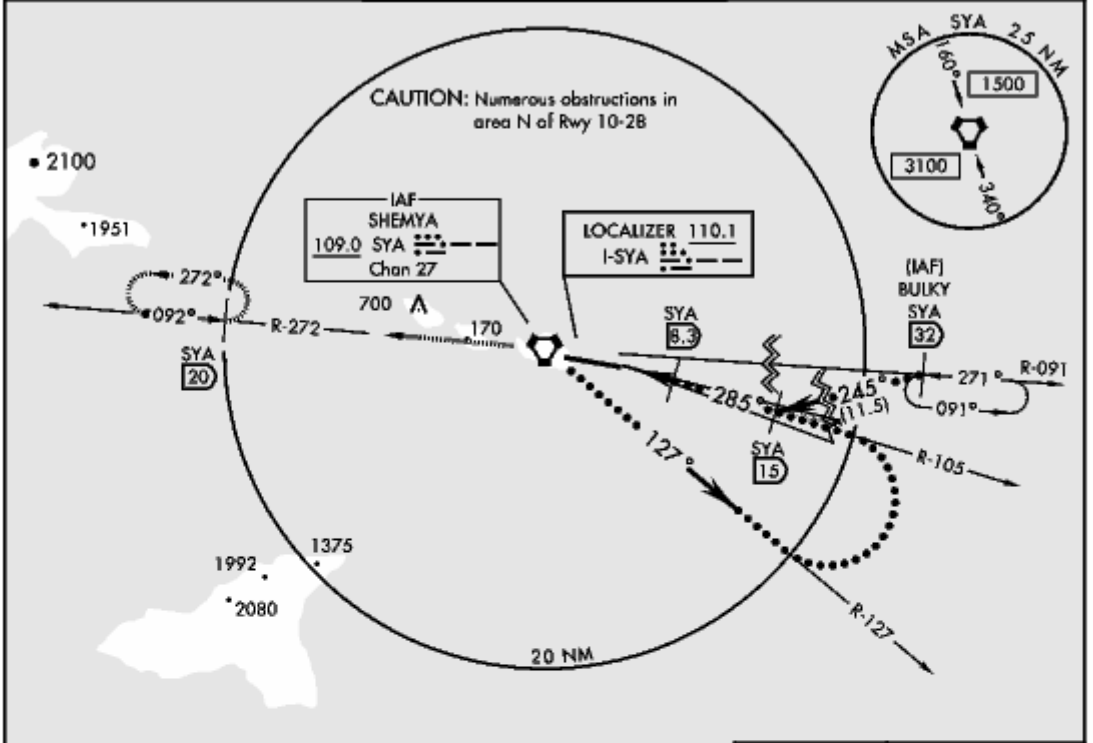 MSA SYA 25 NM
160°
1500
3100
340°
CAUTION: Numerous obstructions in
area N of Rwy 10-28
2100
1951
IAF
SHEMYA
109.0 SYA
Chan 27
LOCALIZER 110.1
I-SYA
(IAF)
BULKY
SYA
32
272°
092°
R-272
SYA
20
700
170
SYA
8.3
271°
R-091
091°
245°
(11.5)
285°
SYA
15
R-105
127°
R-127
1375
1992
2080
20 NM